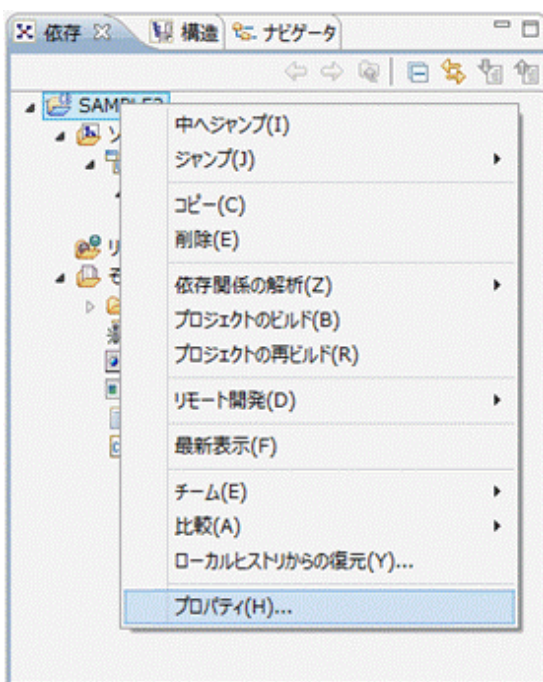 依存 構造 ナビゲータ
SAMPLE2
中へジャンプ(I)
ジャンプ(J)
コピー(C)
削除(E)
依存関係の解析(Z)
プロジェクトのビルド(B)
プロジェクトの再ビルド(R)
リモート開発(D)
最新表示(F)
チーム(E)
比較(A)
ローカルヒストリからの復元(Y)...
プロパティ(H)...